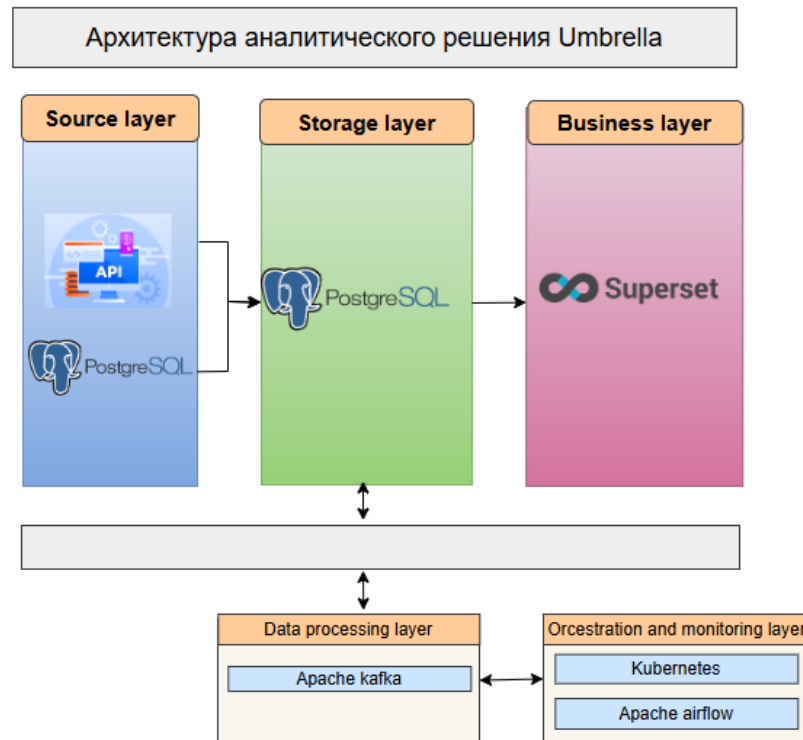 Архитектура аналитического решения Umbrella
Source layer
Storage layer
Business layer
API
PostgreSQL
PostgreSQL
Superset
Data processing layer
Apache kafka
Orcestration and monitoring layer
Kubernetes
Apache airflow